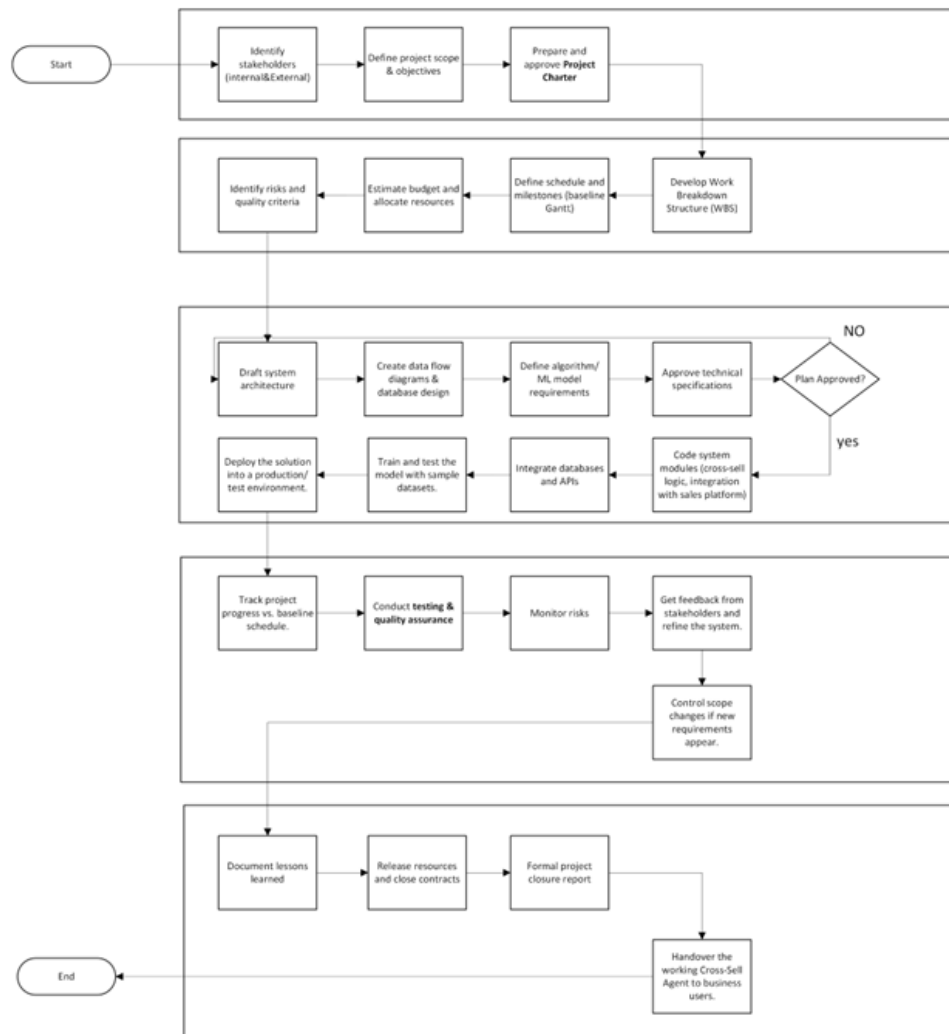 Start
Identify
stakeholders
(internal&External)
Define project scope
& objectives
Prepare and
approve Project
Charter
Identify risks and
quality criteria
Estimate budget and
allocate resources
Define schedule and
milestones (baseline
Gantt)
Develop Work
Breakdown
Structure (WBS)
NO
Draft system
architecture
Create data flow
diagrams &
database design
Define algorithm/
ML model
requirements
Approve technical
specifications
Plan Approved?
yes
Deploy the solution
into a production/
test environment.
Train and test the
model with sample
datasets.
Integrate databases
and APIs
Code system
modules (cross-sell
logic, integration
with sales platform)
Track project
progress vs. baseline
schedule.
Conduct testing &
quality assurance
Monitor risks
Get feedback from
stakeholders and
refine the system.
Control scope
changes if new
requirements
appear.
Document lessons
learned
Release resources
and close contracts
Formal project
closure report
Handover the
working Cross-Sell
Agent to business
users.
End